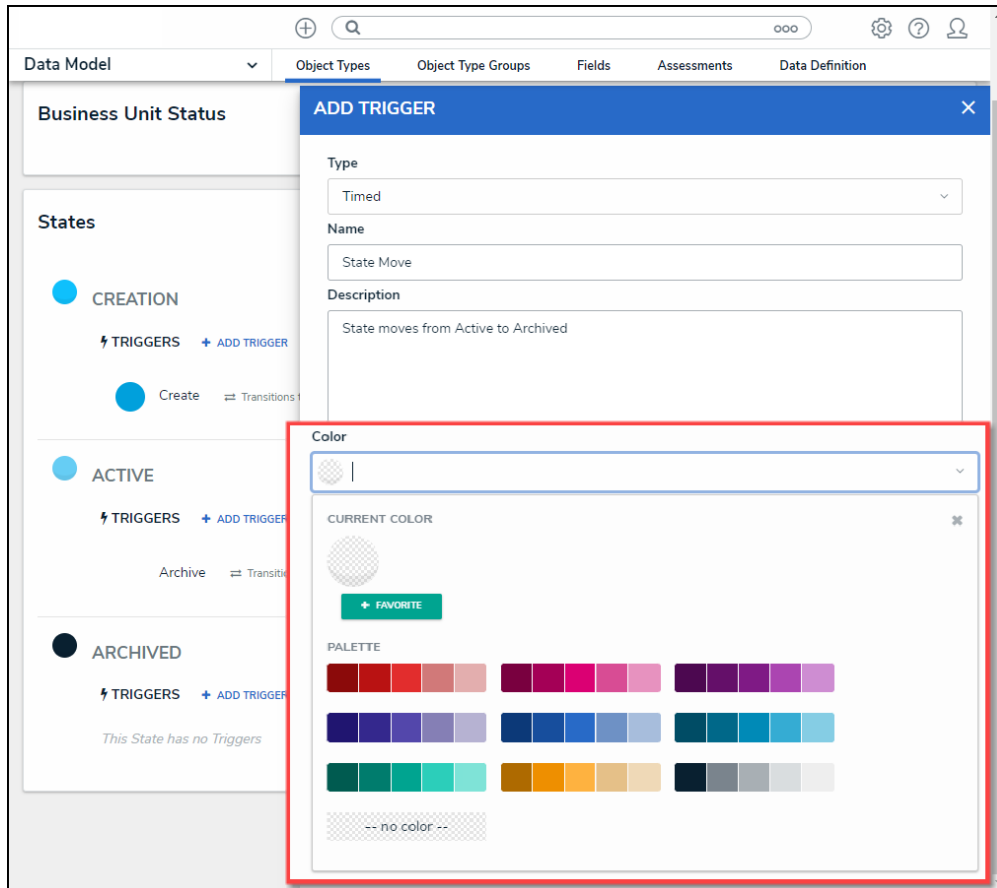 ooo
Data Model
Object Types
Object Type Groups
Fields
Assessments
Data Definition
Business Unit Status
States
CREATION
TRIGGERS
+ ADD TRIGGER
Create
Transitions
ACTIVE
TRIGGERS
+ ADD TRIGGER
Archive
ARCHIVED
TRIGGERS
+ ADD TRIGGER
This State has no Triggers
ADD TRIGGER
Type
Timed
Name
State Move
Description
State moves from Active to Archived
Color
CURRENT COLOR
+ FAVORITE
PALETTE
-- no color --